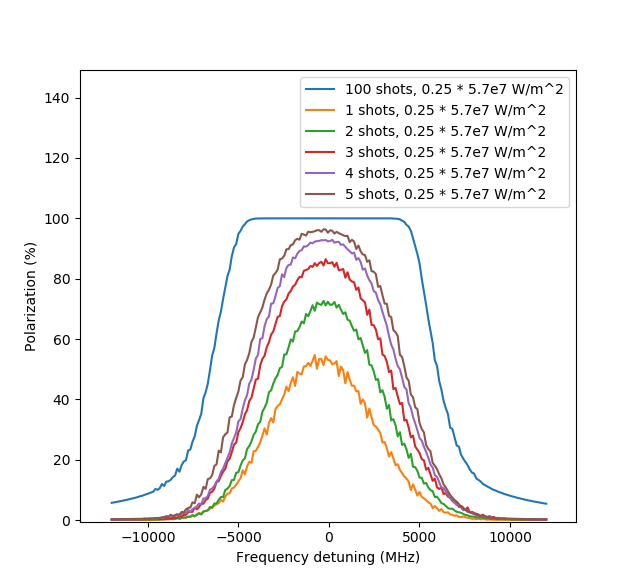 100 shots, 0.25 * 5.7e7 W/m^2
1 shots, 0.25 * 5.7e7 W/m^2
2 shots, 0.25 * 5.7e7 W/m^2
3 shots, 0.25 * 5.7e7 W/m^2
4 shots, 0.25 * 5.7e7 W/m^2
5 shots, 0.25 * 5.7e7 W/m^2
Polarization (%)
140
120
100
80
60
40
20
0
−10000 −5000 0 5000 10000
Frequency detuning (MHz)